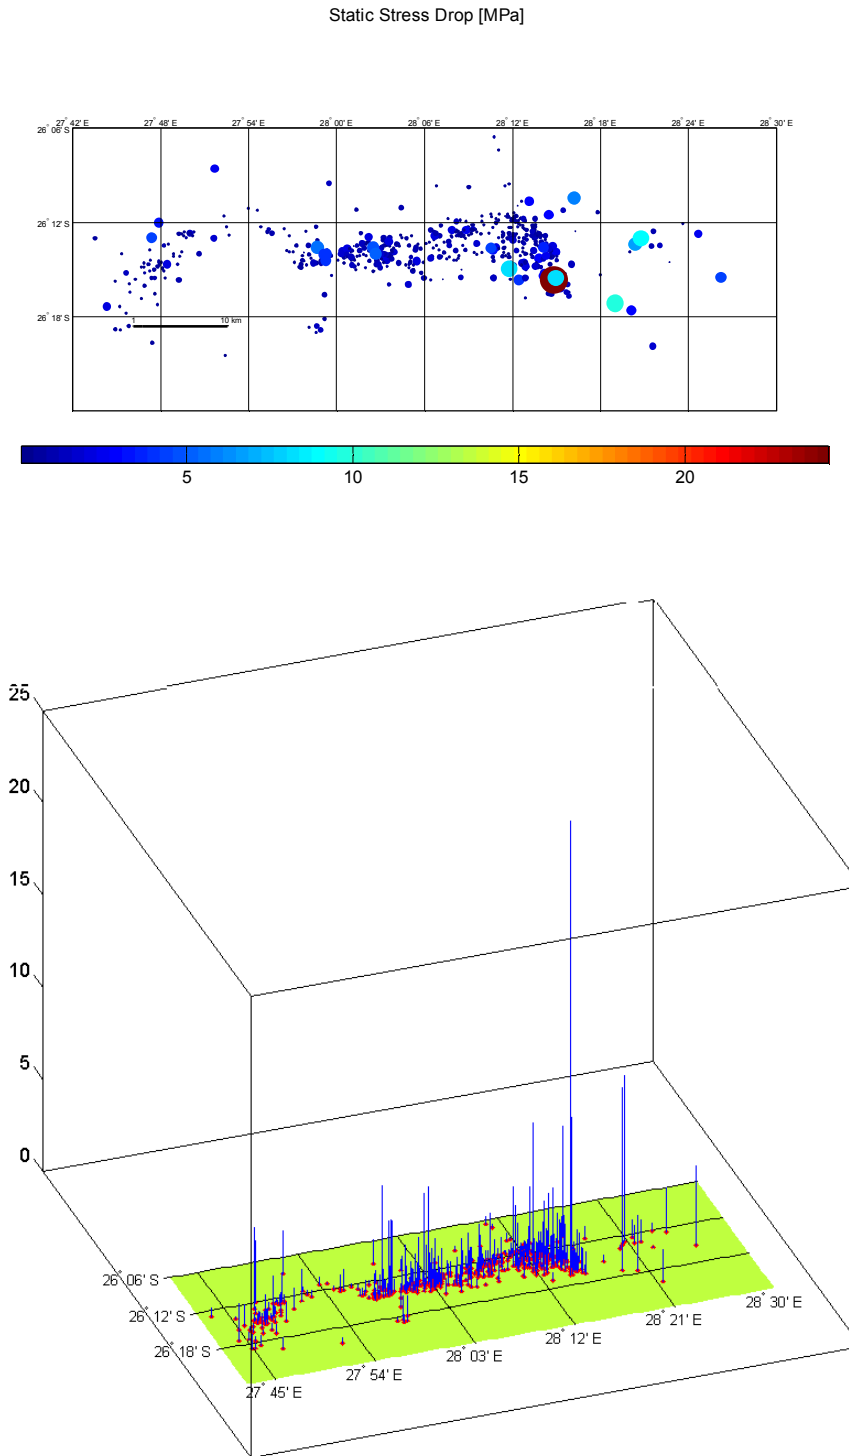 Static Stress Drop [MPa]
27° 42' E 27° 48' E 27° 54' E 28° 00' E 28° 06' E 28° 12' E 28° 18' E 28° 24' E 28° 30' E
26° 06' S
26° 12' S
26° 18' S
1 10 km
5 10 15 20
25
20
15
10
5
0
26° 06' S
26° 12' S
26° 18' S
28° 30' E
28° 21' E
28° 12' E
28° 03' E
27° 54' E
27° 45' E